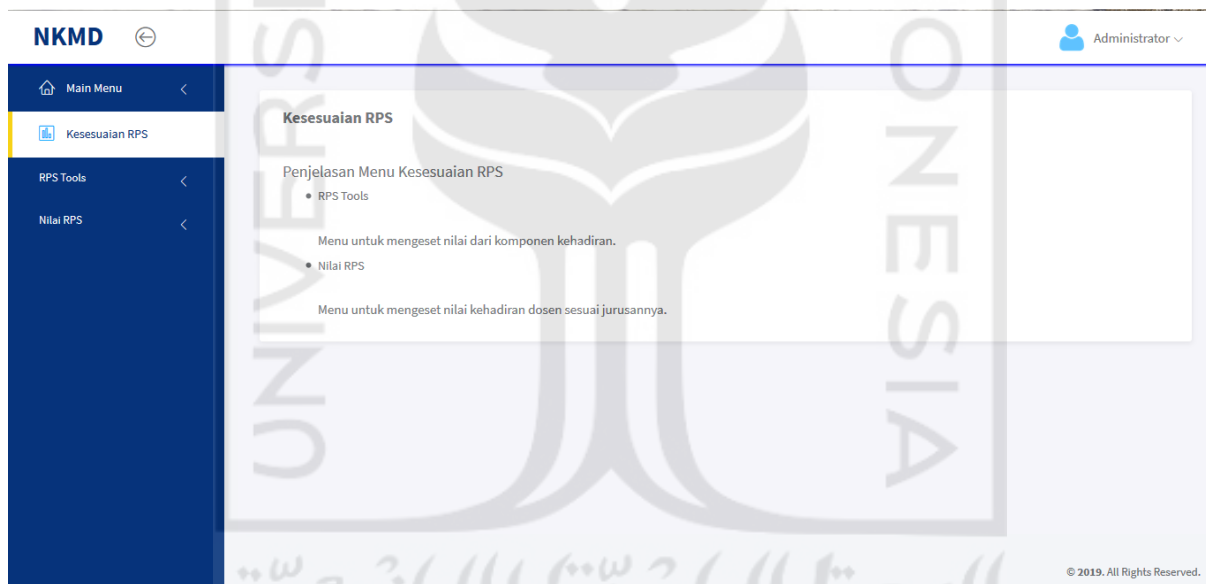 NKMD
Administrator
Main Menu
Kesesuaian RPS
RPS Tools
Nilai RPS
Kesesuaian RPS
Penjelasan Menu Kesesuaian RPS
RPS Tools
Menu untuk mengeset nilai dari komponen kehadiran.
Nilai RPS
Menu untuk mengeset nilai kehadiran dosen sesuai jurusannya.
© 2019. All Rights Reserved.